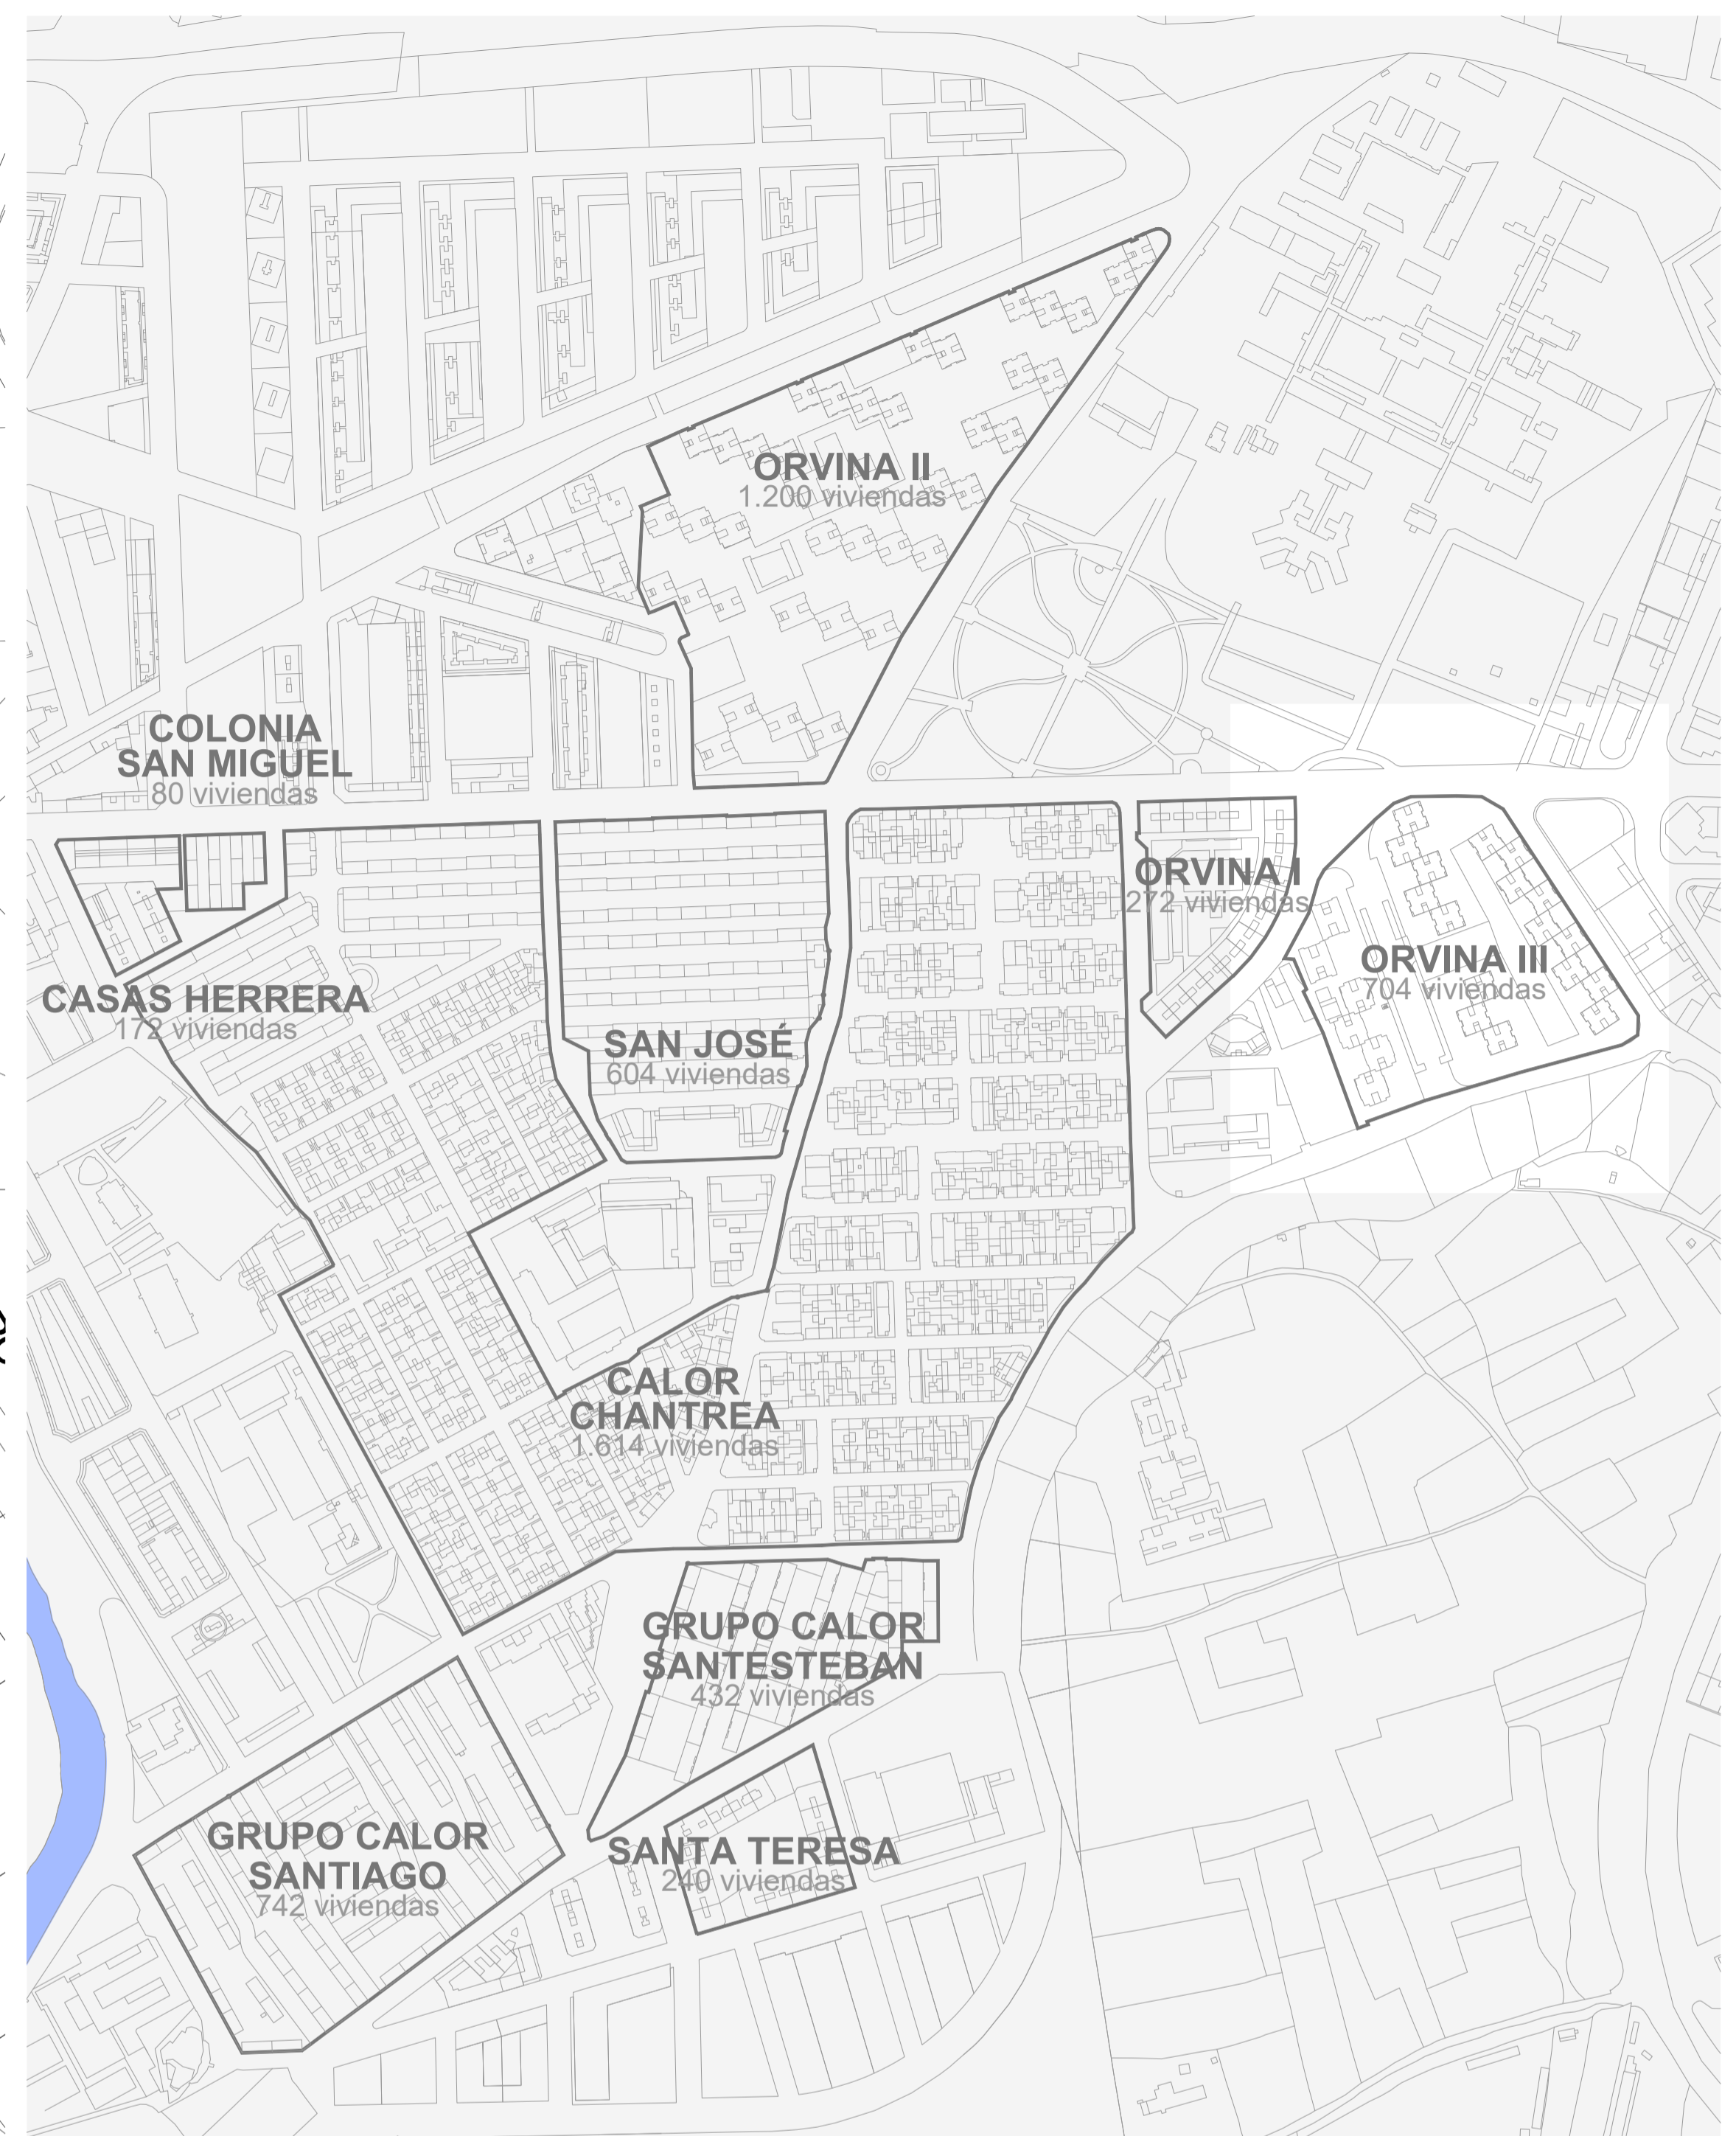 ORVINA II
1.200 viviendas
COLONIA
SAN MIGUEL
80 viviendas
ORVINA I
272 viviendas
ORVINA III
704 viviendas
CASAS HERRERA
172 viviendas
SAN JOSÉ
604 viviendas
CALOR
CHANTREA
1.614 viviendas
GRUPO CALOR
SANTESTEBAN
432 viviendas
GRUPO CALOR
SANTIAGO
742 viviendas
SANTA TERESA
240 viviendas